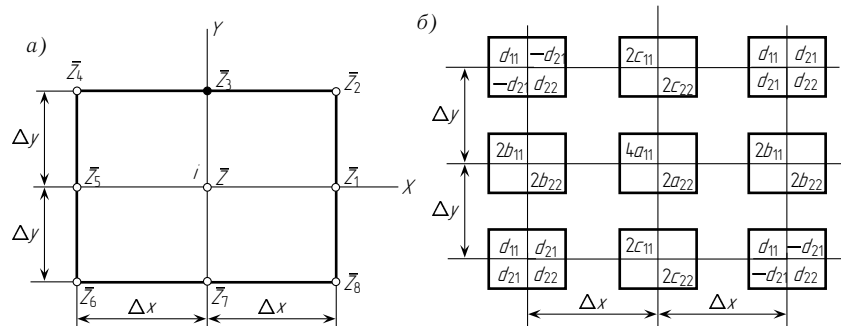 а)
Y
Z̄₄
Z̄₃
Z̄₂
Δy
i
Z̄₅
Z̄
Z̄₁
X
Δy
Z̄₆
Z̄₇
Z̄₈
Δx
Δx
б)
d₁₁ −d₂₁
−d₂₁ d₂₂
2c₁₁
2c₂₂
d₁₁ d₂₁
d₂₁ d₂₂
Δy
2b₁₁
2b₂₂
4a₁₁
2a₂₂
2b₁₁
2b₂₂
Δy
d₁₁ d₂₁
d₂₁ d₂₂
2c₁₁
2c₂₂
d₁₁ −d₂₁
−d₂₁ d₂₂
Δx
Δx